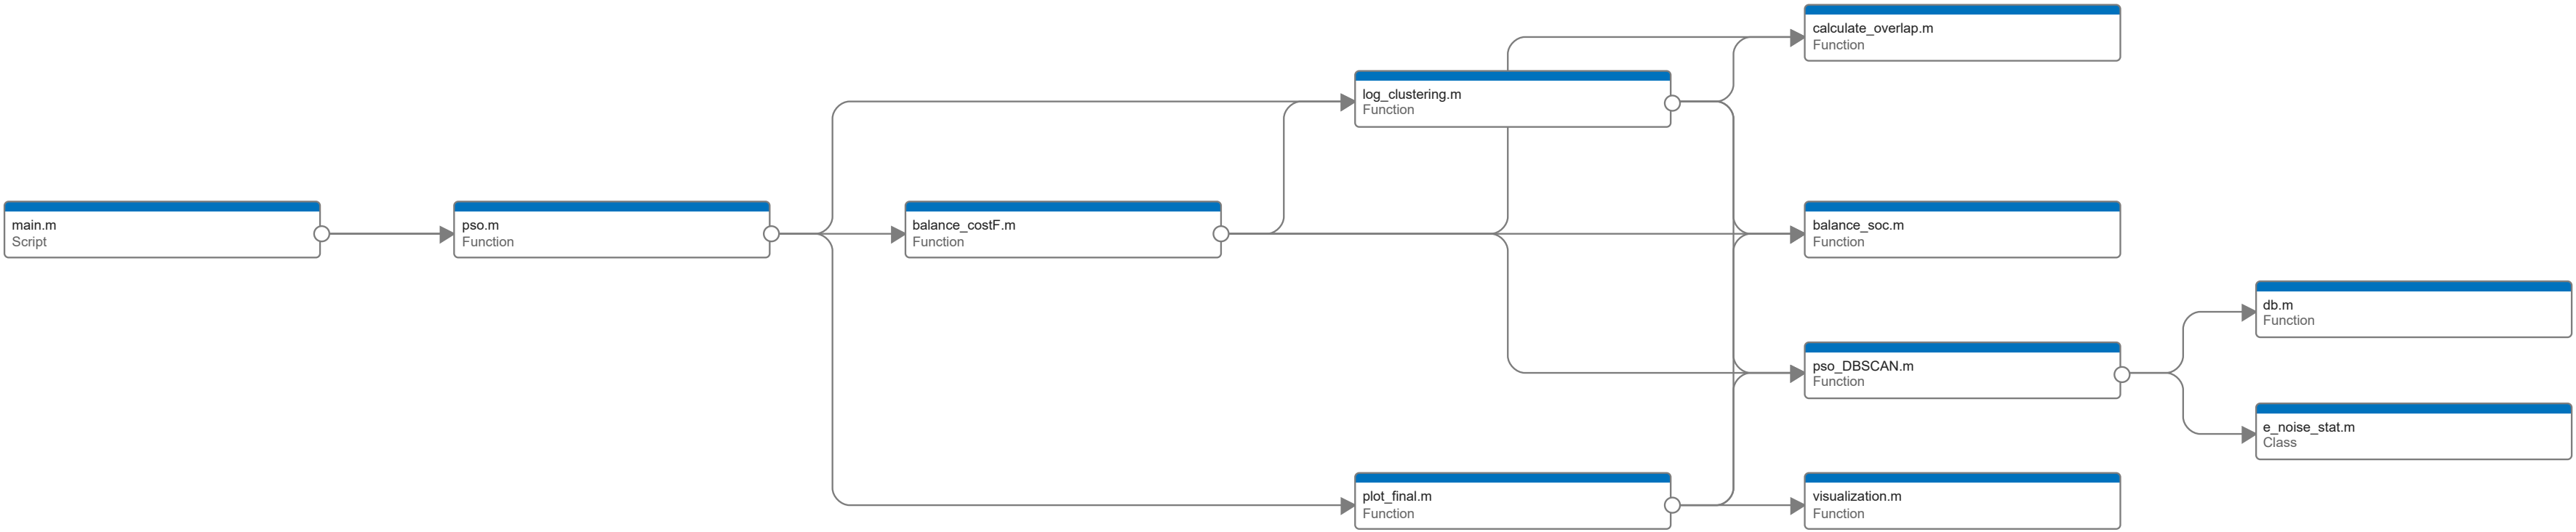 main.m
Script
pso.m
Function
balance_costF.m
Function
log_clustering.m
Function
plot_final.m
Function
calculate_overlap.m
Function
balance_soc.m
Function
pso_DBSCAN.m
Function
visualization.m
Function
db.m
Function
e_noise_stat.m
Class